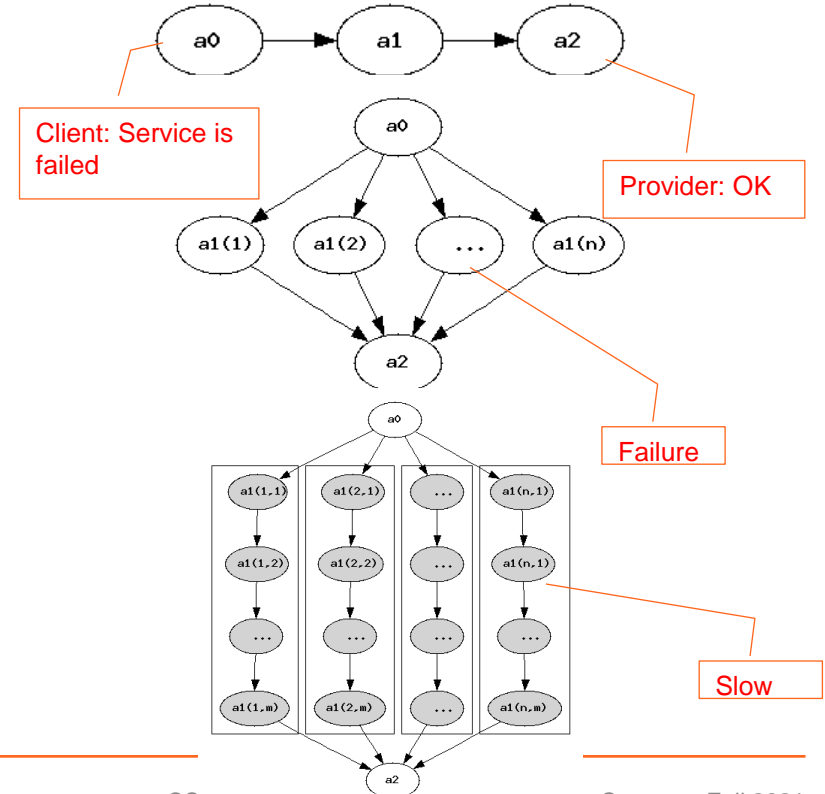 a0 a1 a2
Client: Service is
failed
Provider: OK
a0
a1(1) a1(2) ... a1(n)
a2
Failure
a0
a1(1,1) a1(2,1) ... a1(n,1)
a1(1,2) a1(2,2) ... a1(n,1)
... ... ... ...
Slow
a1(1,m) a1(2,m) ... a1(n,m)
a2